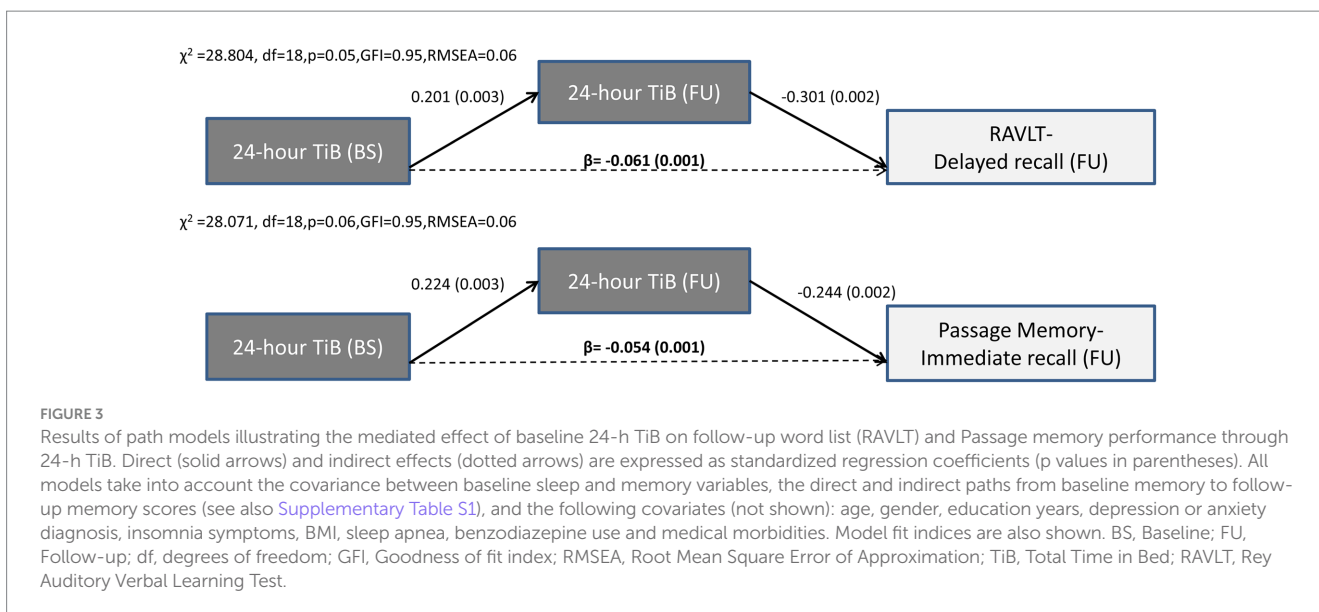 χ² =28.804, df=18,p=0.05,GFI=0.95,RMSEA=0.06
24-hour TiB (FU)
0.201 (0.003)
-0.301 (0.002)
24-hour TiB (BS)
RAVLT-
Delayed recall (FU)
β= -0.061 (0.001)
χ² =28.071, df=18,p=0.06,GFI=0.95,RMSEA=0.06
24-hour TiB (FU)
0.224 (0.003)
-0.244 (0.002)
24-hour TiB (BS)
Passage Memory-
Immediate recall (FU)
β= -0.054 (0.001)
FIGURE 3
Results of path models illustrating the mediated effect of baseline 24-h TiB on follow-up word list (RAVLT) and Passage memory performance through
24-h TiB. Direct (solid arrows) and indirect effects (dotted arrows) are expressed as standardized regression coefficients (p values in parentheses). All
models take into account the covariance between baseline sleep and memory variables, the direct and indirect paths from baseline memory to follow-
up memory scores (see also Supplementary Table S1), and the following covariates (not shown): age, gender, education years, depression or anxiety
diagnosis, insomnia symptoms, BMI, sleep apnea, benzodiazepine use and medical morbidities. Model fit indices are also shown. BS, Baseline; FU,
Follow-up; df, degrees of freedom; GFI, Goodness of fit index; RMSEA, Root Mean Square Error of Approximation; TiB, Total Time in Bed; RAVLT, Rey
Auditory Verbal Learning Test.